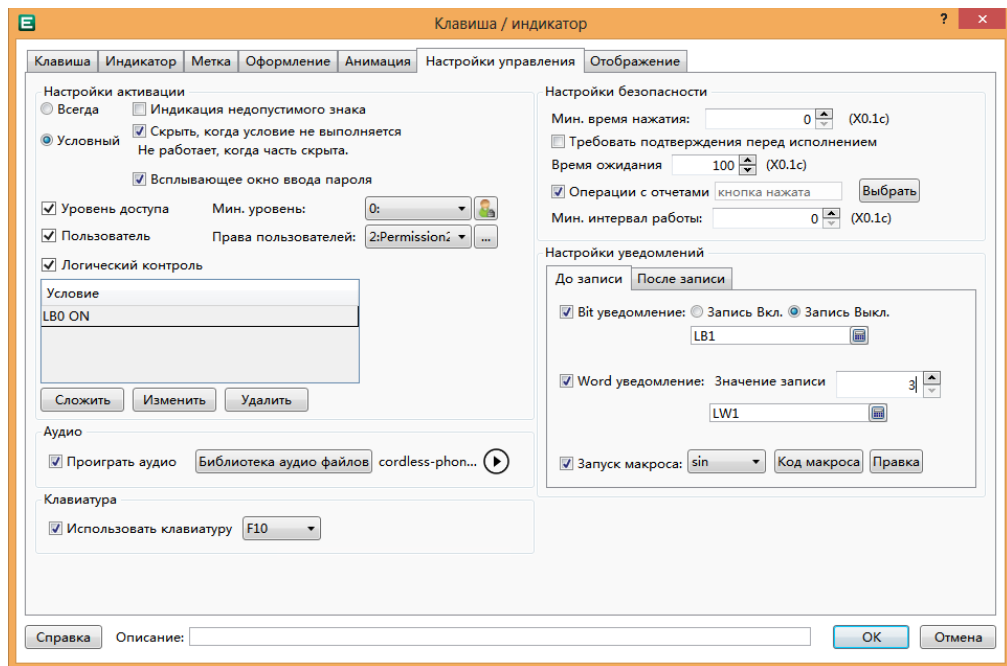 E
Клавиша / индикатор
?
Клавиша Индикатор Метка Оформление Анимация Настройки управления Отображение
Настройки активации
Всегда Индикация недопустимого знака
Условный Скрыть, когда условие не выполняется
Не работает, когда часть скрыта.
Всплывающее окно ввода пароля
Уровень доступа Мин. уровень: 0:
Пользователь Права пользователей: 2:Permission2 ...
Логический контроль
Условие
LB0 ON
Сложить Изменить Удалить
Аудио
Проиграть аудио Библиотека аудио файлов cordless-phon...
Клавиатура
Использовать клавиатуру F10
Настройки безопасности
Мин. время нажатия: 0 (X0.1с)
Требовать подтверждения перед исполнением
Время ожидания 100 (X0.1с)
Операции с отчетами кнопка нажата Выбрать
Мин. интервал работы: 0 (X0.1с)
Настройки уведомлений
До записи После записи
Bit уведомление: Запись Вкл. Запись Выкл.
LB1
Word уведомление: Значение записи 3
LW1
Запуск макроса: sin Код макроса Правка
Справка Описание: OK Отмена